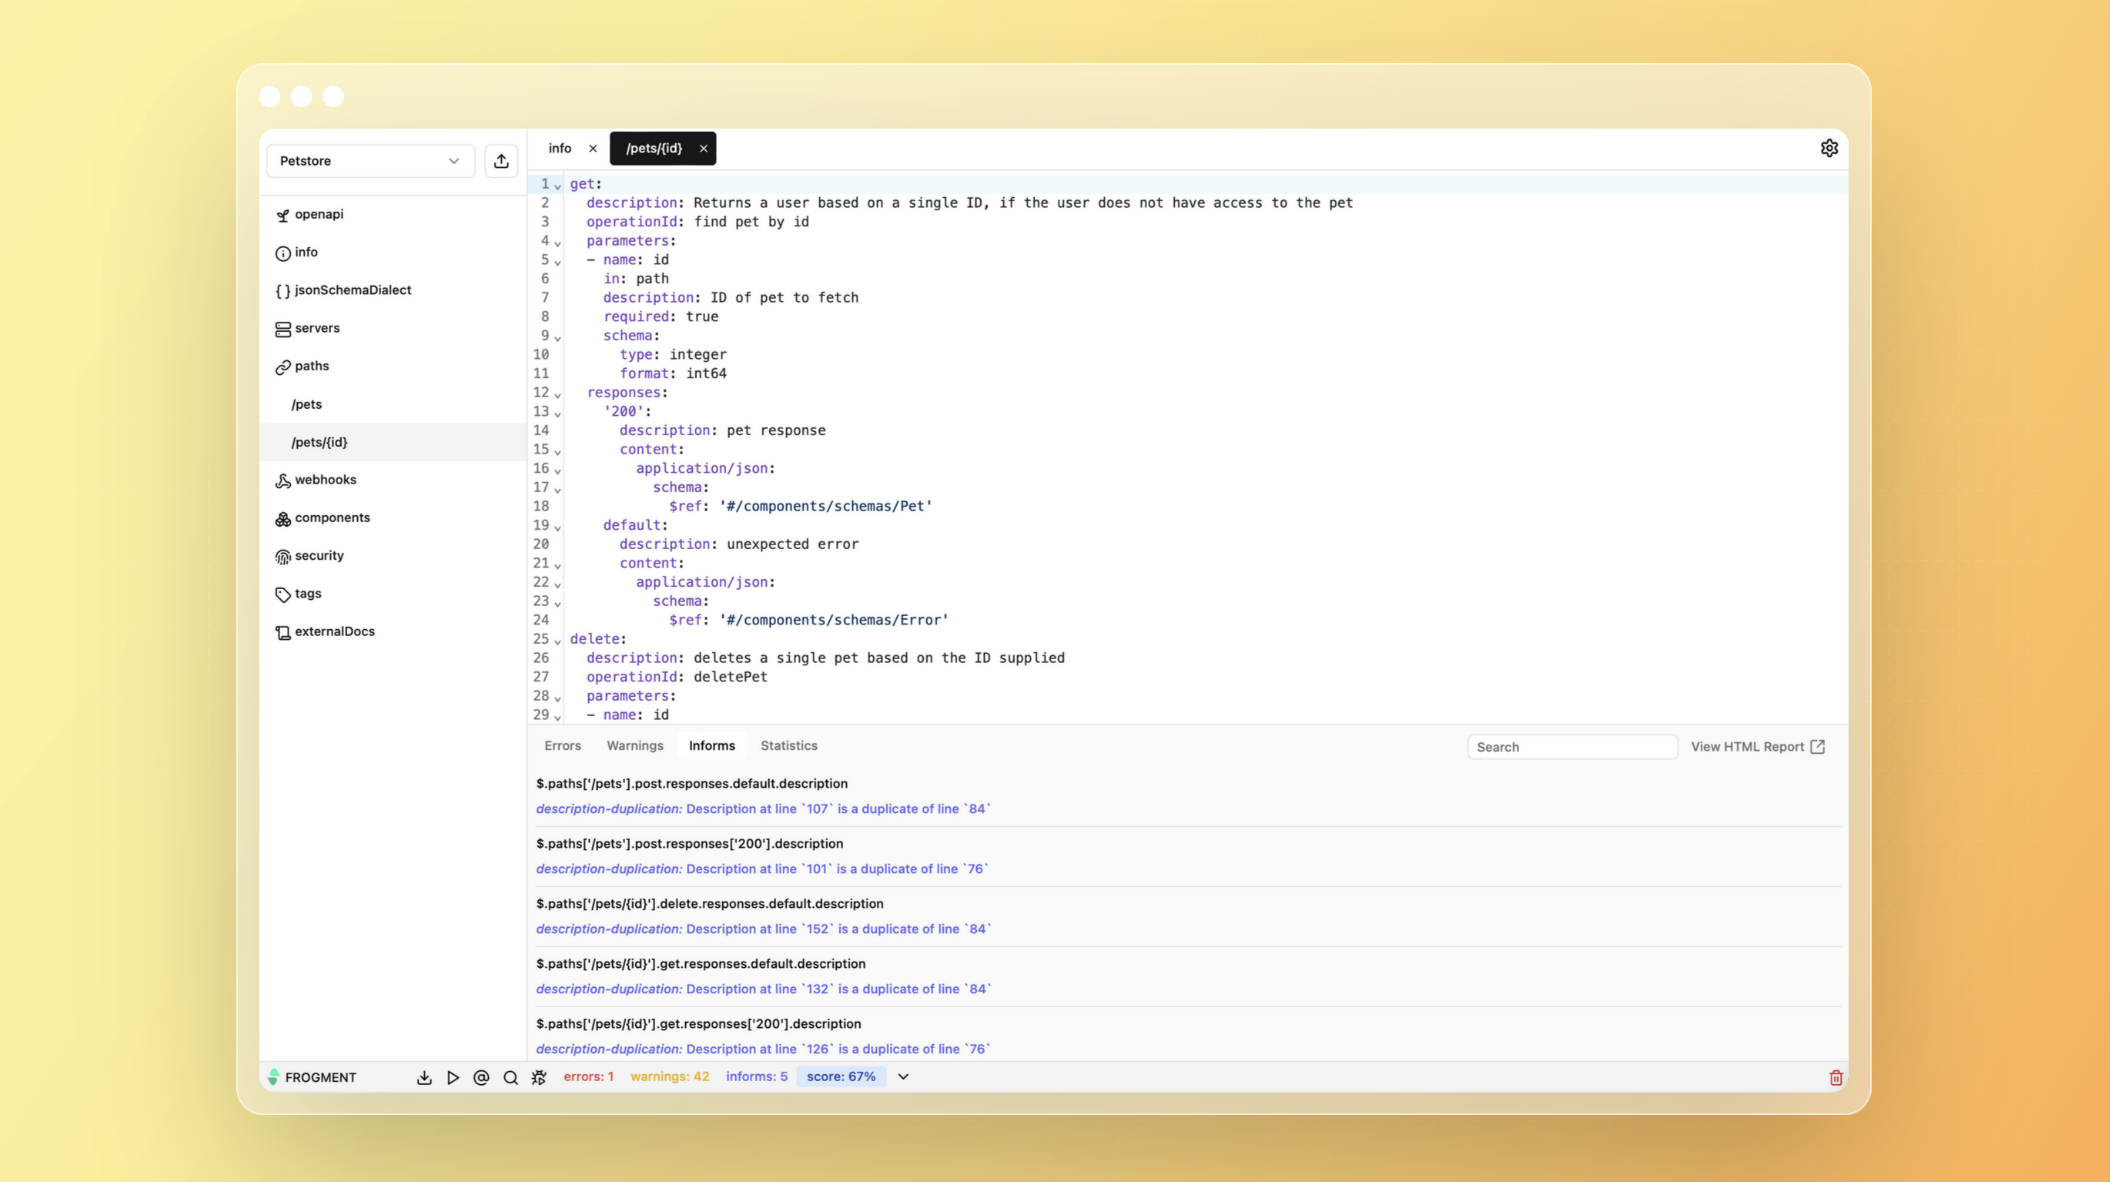 Petstore
openapi
info
{ } jsonSchemaDialect
servers
paths
/pets
/pets/{id}
webhooks
components
security
tags
externalDocs
info × /pets/{id} ×
1 get:
2 description: Returns a user based on a single ID, if the user does not have access to the pet
3 operationId: find pet by id
4 parameters:
5 - name: id
6 in: path
7 description: ID of pet to fetch
8 required: true
9 schema:
10 type: integer
11 format: int64
12 responses:
13 '200':
14 description: pet response
15 content:
16 application/json:
17 schema:
18 $ref: '#/components/schemas/Pet'
19 default:
20 description: unexpected error
21 content:
22 application/json:
23 schema:
24 $ref: '#/components/schemas/Error'
25 delete:
26 description: deletes a single pet based on the ID supplied
27 operationId: deletePet
28 parameters:
29 - name: id
Errors Warnings Informs Statistics Search View HTML Report
$.paths['/pets'].post.responses.default.description
description-duplication: Description at line `107` is a duplicate of line `84`
$.paths['/pets'].post.responses['200'].description
description-duplication: Description at line `101` is a duplicate of line `76`
$.paths['/pets/{id}'].delete.responses.default.description
description-duplication: Description at line `152` is a duplicate of line `84`
$.paths['/pets/{id}'].get.responses.default.description
description-duplication: Description at line `132` is a duplicate of line `84`
$.paths['/pets/{id}'].get.responses['200'].description
description-duplication: Description at line `126` is a duplicate of line `76`
FROGMENT errors: 1 warnings: 42 informs: 5 score: 67%